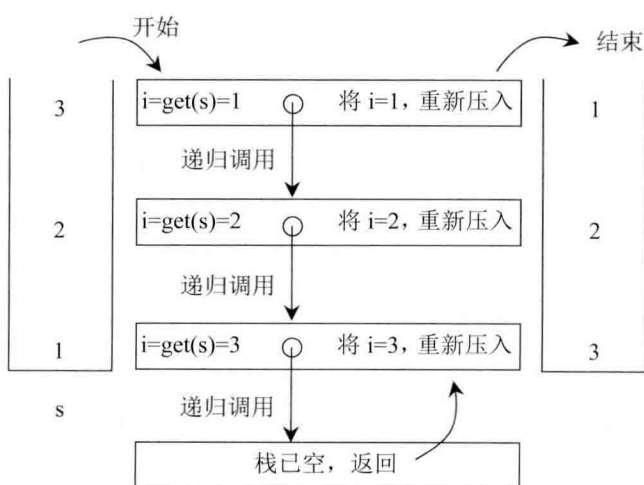 开始
结束
3
i=get(s)=1
将 i=1，重新压入
1
递归调用
2
i=get(s)=2
将 i=2，重新压入
2
递归调用
1
i=get(s)=3
将 i=3，重新压入
3
s
递归调用
栈已空，返回